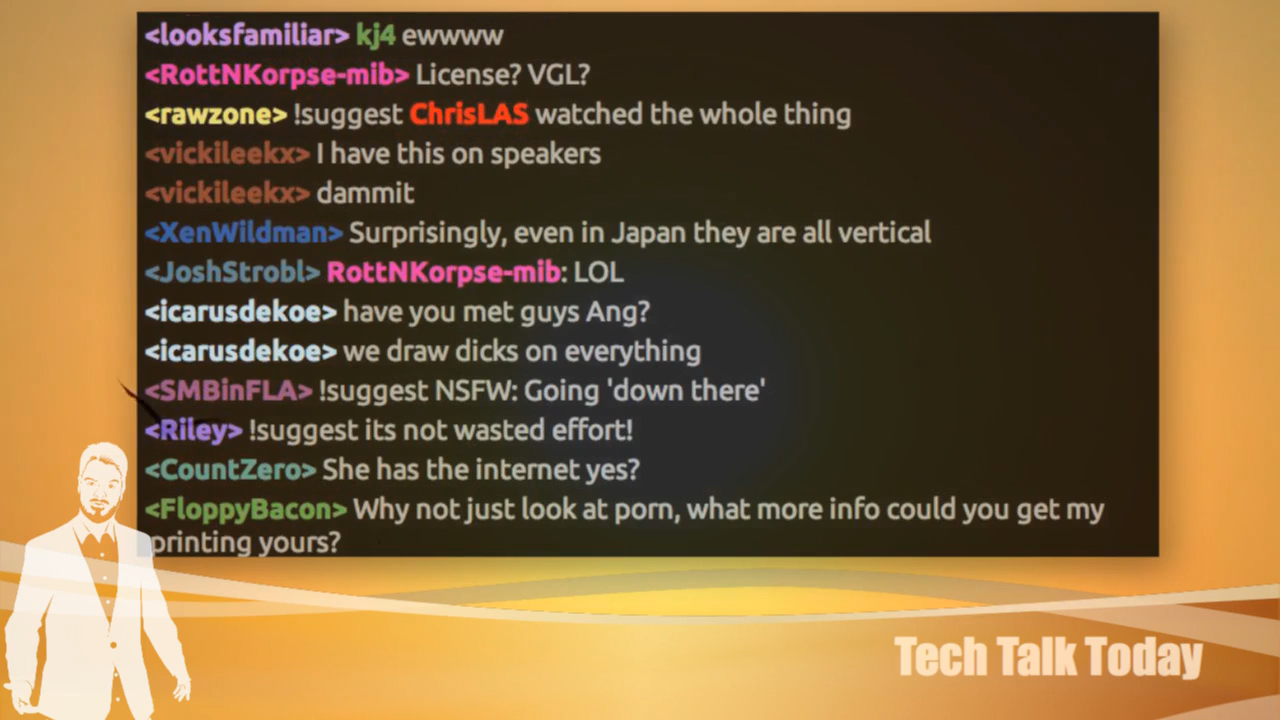 <looksfamiliar> kj4 ewwww
<RottNKorpse-mib> License? VGL?
<rawzone> !suggest ChrisLAS watched the whole thing
<vickileekx> I have this on speakers
<vickileekx> dammit
<XenWildman> Surprisingly, even in Japan they are all vertical
<JoshStrobl> RottNKorpse-mib: LOL
<icarusdekoe> have you met guys Ang?
<icarusdekoe> we draw dicks on everything
<SMBinFLA> !suggest NSFW: Going 'down there'
<Riley> !suggest its not wasted effort!
<CountZero> She has the internet yes?
<FloppyBacon> Why not just look at porn, what more info could you get my
printing yours?
Tech Talk Today